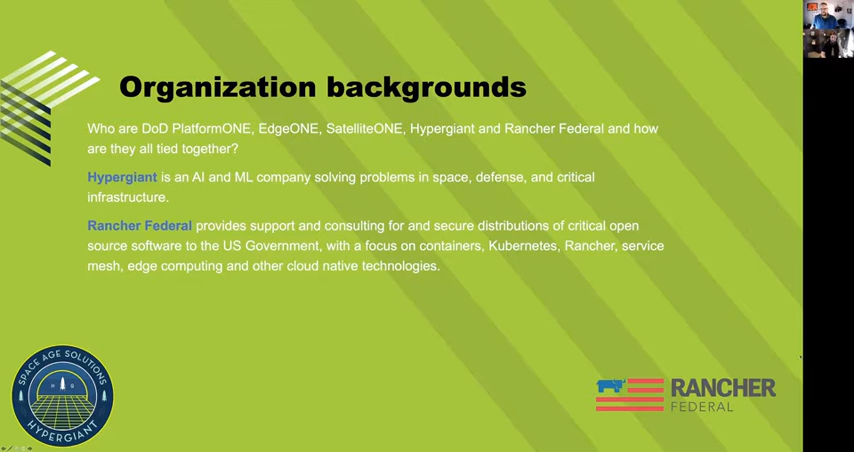 Organization backgrounds
Who are DoD PlatformONE, EdgeONE, SatelliteONE, Hypergiant and Rancher Federal and how
are they all tied together?
Hypergiant is an AI and ML company solving problems in space, defense, and critical
infrastructure.
Rancher Federal provides support and consulting for and secure distributions of critical open
source software to the US Government, with a focus on containers, Kubernetes, Rancher, service
mesh, edge computing and other cloud native technologies.
SPACE AGE SOLUTIONS
H G
HYPERGIANT
RANCHER
FEDERAL